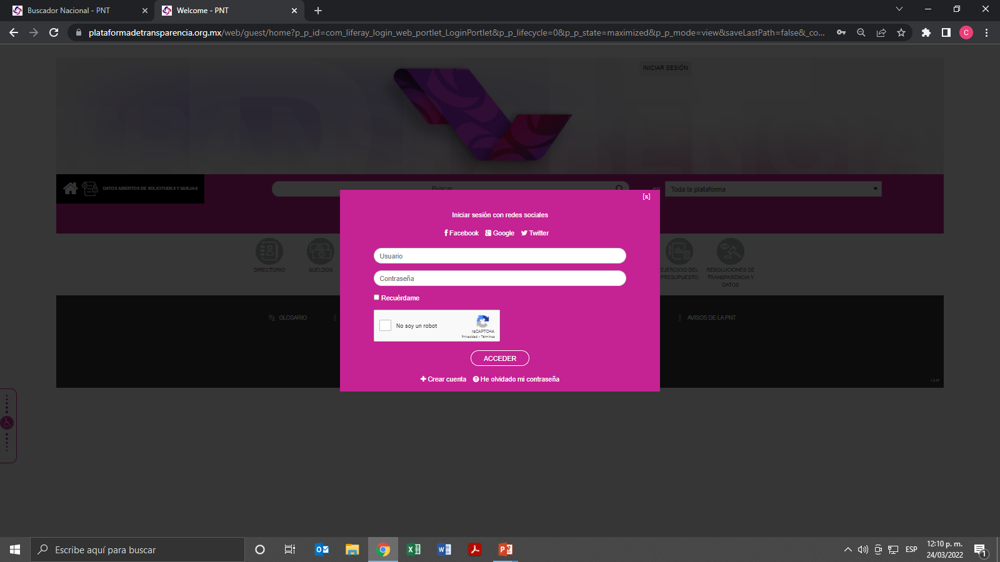 Buscador Nacional - PNT
Welcome - PNT
plataformadetransparencia.org.mx/web/guest/home?p_p_id=com_liferay_login_web_portlet_LoginPortlet&p_p_lifecycle=0&p_p_state=maximized&p_p_mode=view&saveLastPath=false&_co...
C
INICIAR SESIÓN
DATOS ABIERTOS DE SOLICITUDES Y QUEJAS
Buscar
en
Toda la plataforma
[x]
Iniciar sesión con redes sociales
Facebook Google Twitter
Usuario
Contraseña
Recuérdame
No soy un robot
reCAPTCHA
Privacidad - Términos
ACCEDER
Crear cuenta He olvidado mi contraseña
DIRECTORIO
SUELDOS
EJERCICIO DEL
PRESUPUESTO
RESOLUCIONES DE
TRANSPARENCIA Y
DATOS
GLOSARIO
AVISOS DE LA PNT
Escribe aquí para buscar
ESP
12:10 p. m.
24/03/2022
1